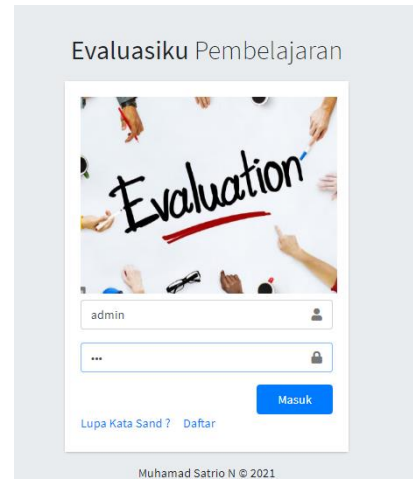 Evaluasiku Pembelajaran
Evaluation
admin
•••
Masuk
Lupa Kata Sand ? Daftar
Muhamad Satrio N © 2021